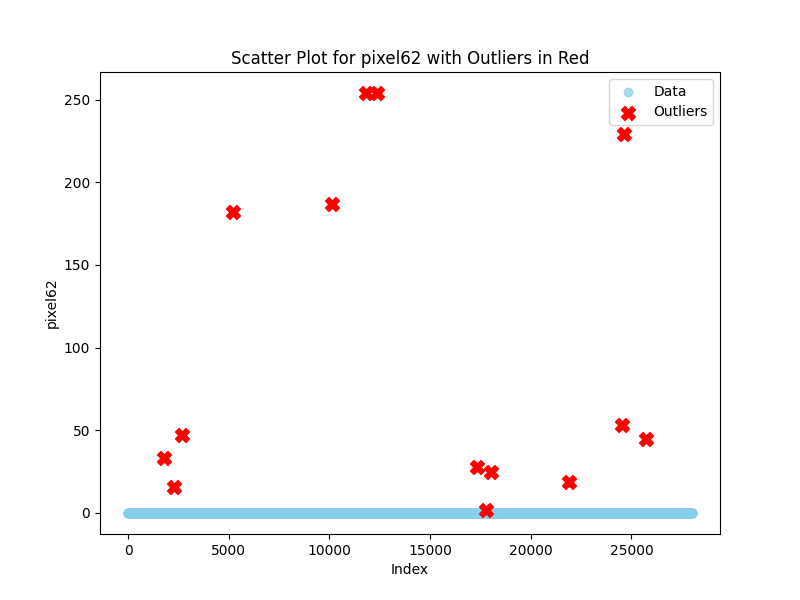 Scatter Plot for pixel62 with Outliers in Red
Data
Outliers
250
200
150
100
50
0
pixel62
0 5000 10000 15000 20000 25000
Index